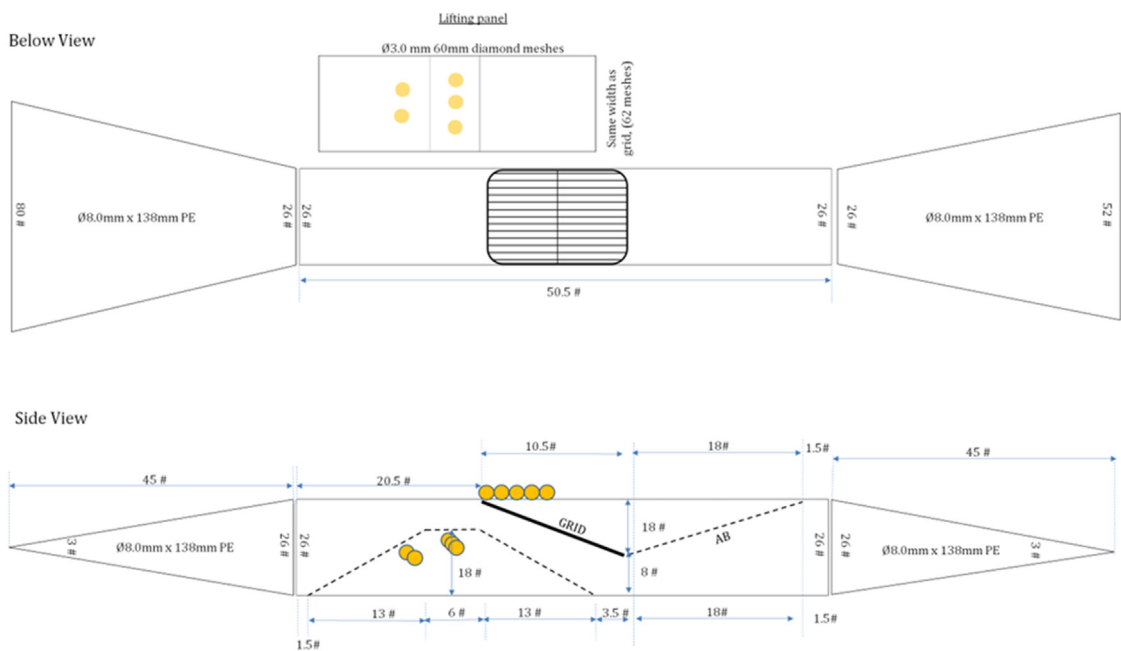 Lifting panel
Below View
Ø3.0 mm 60mm diamond meshes
Same width as
grid, (62 meshes)
80 #
Ø8.0mm x 138mm PE
26 #
26 #
26 #
26 #
Ø8.0mm x 138mm PE
52 #
50.5 #
Side View
10.5#
18#
1.5#
45 #
20.5 #
45 #
3 #
Ø8.0mm x 138mm PE
26 #
26 #
GRID
18 #
AB
18 #
8 #
26 #
26 #
Ø8.0mm x 138mm PE
3 #
13 #
6 #
13 #
3.5 #
18#
1.5#
1.5#